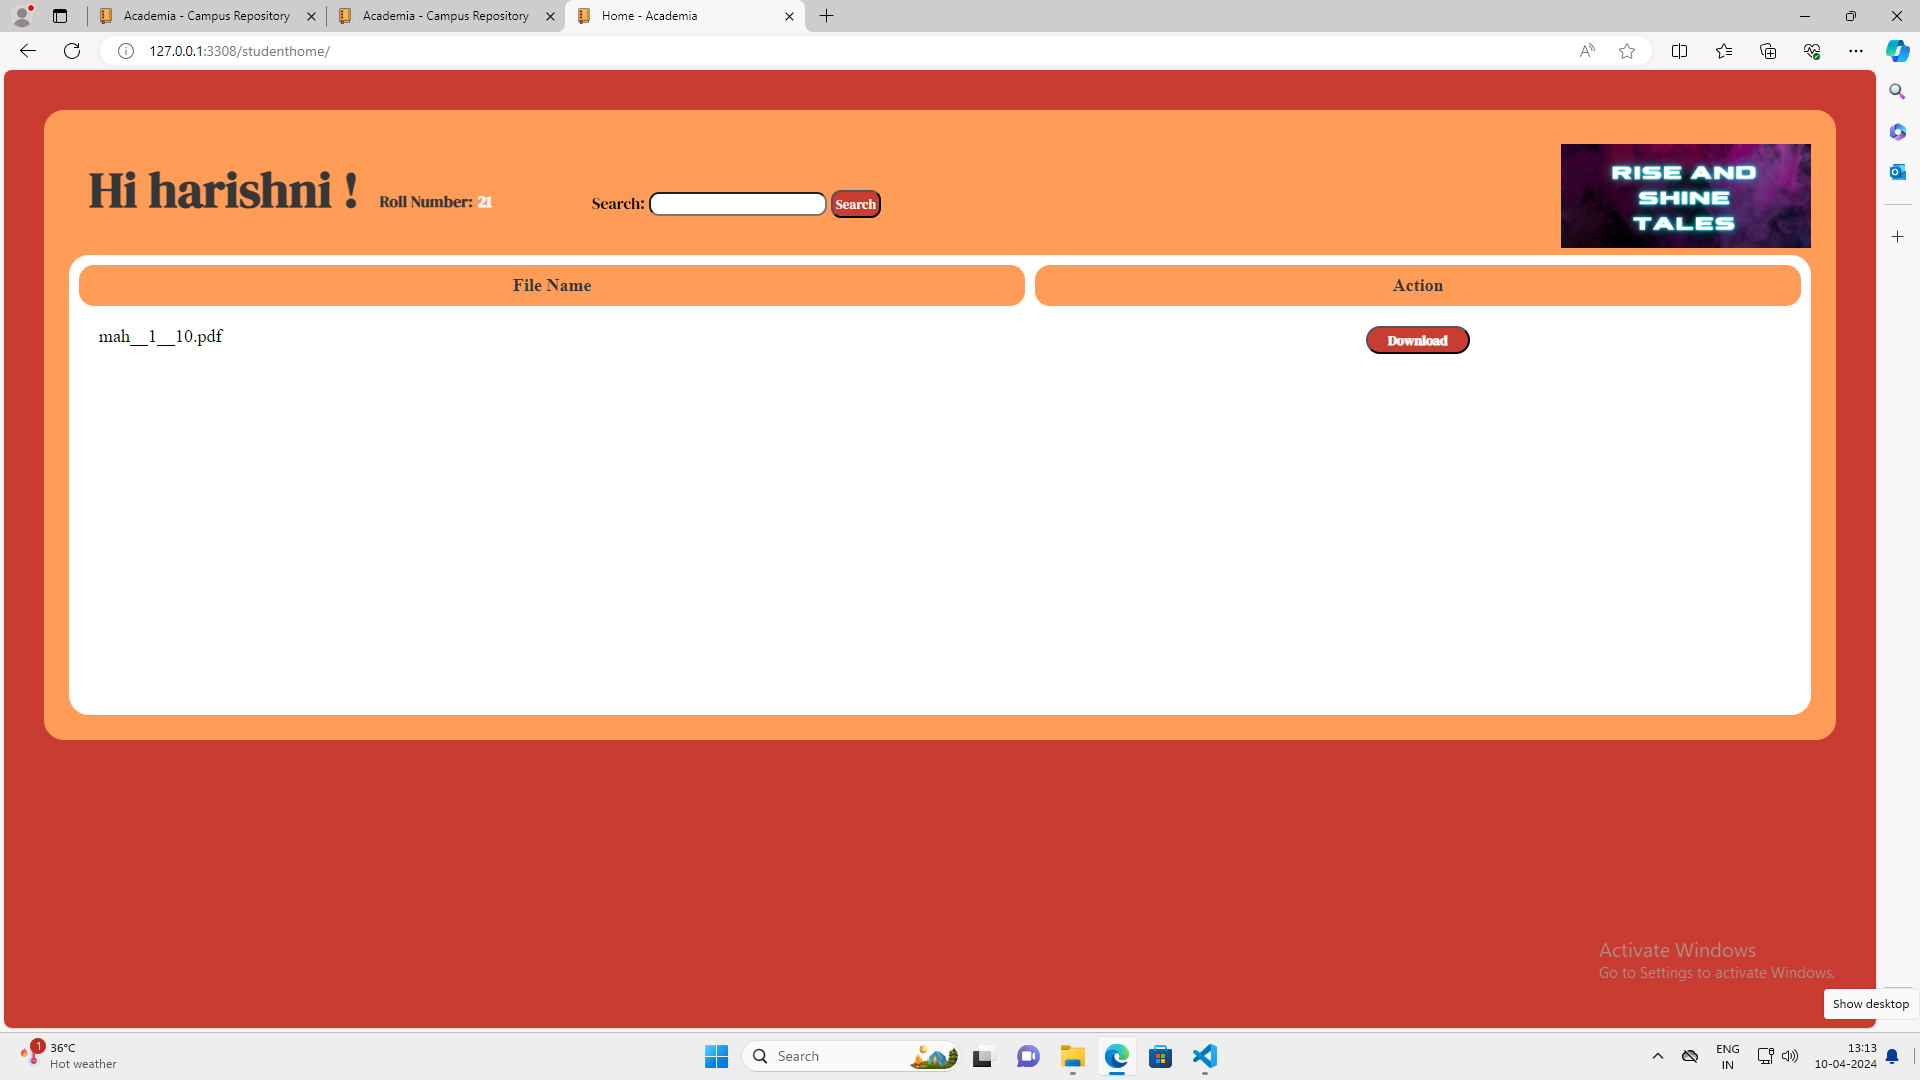 Academia - Campus Repository
Academia - Campus Repository
Home - Academia
127.0.0.1:3308/studenthome/
Hi harishni !
Roll Number: 21
Search:
Search
RISE AND
SHINE
TALES
File Name
Action
mah__1__10.pdf
Download
Activate Windows
Go to Settings to activate Windows.
Show desktop
1
36°C
Hot weather
Search
ENG
IN
13:13
10-04-2024